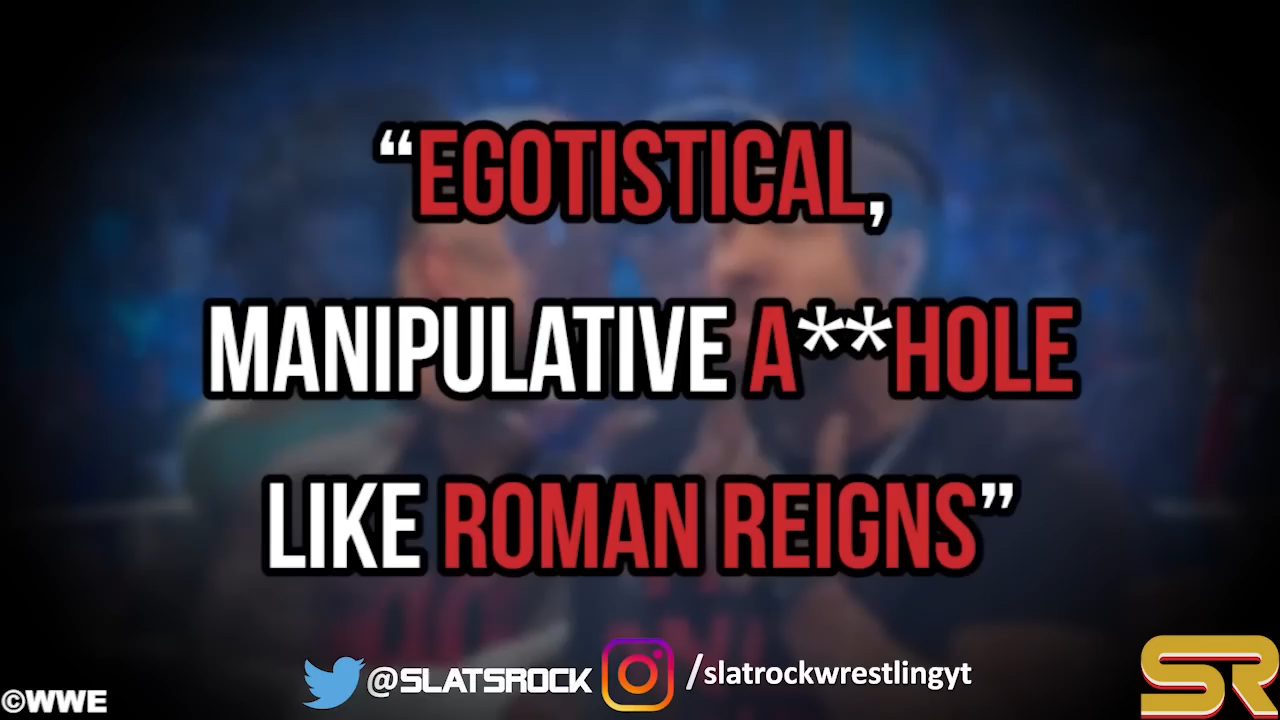 “EGOTISTICAL,
MANIPULATIVE A**HOLE
LIKE ROMAN REIGNS”
@SLATSROCK /slatrockwrestlingyt
©WWE
SR